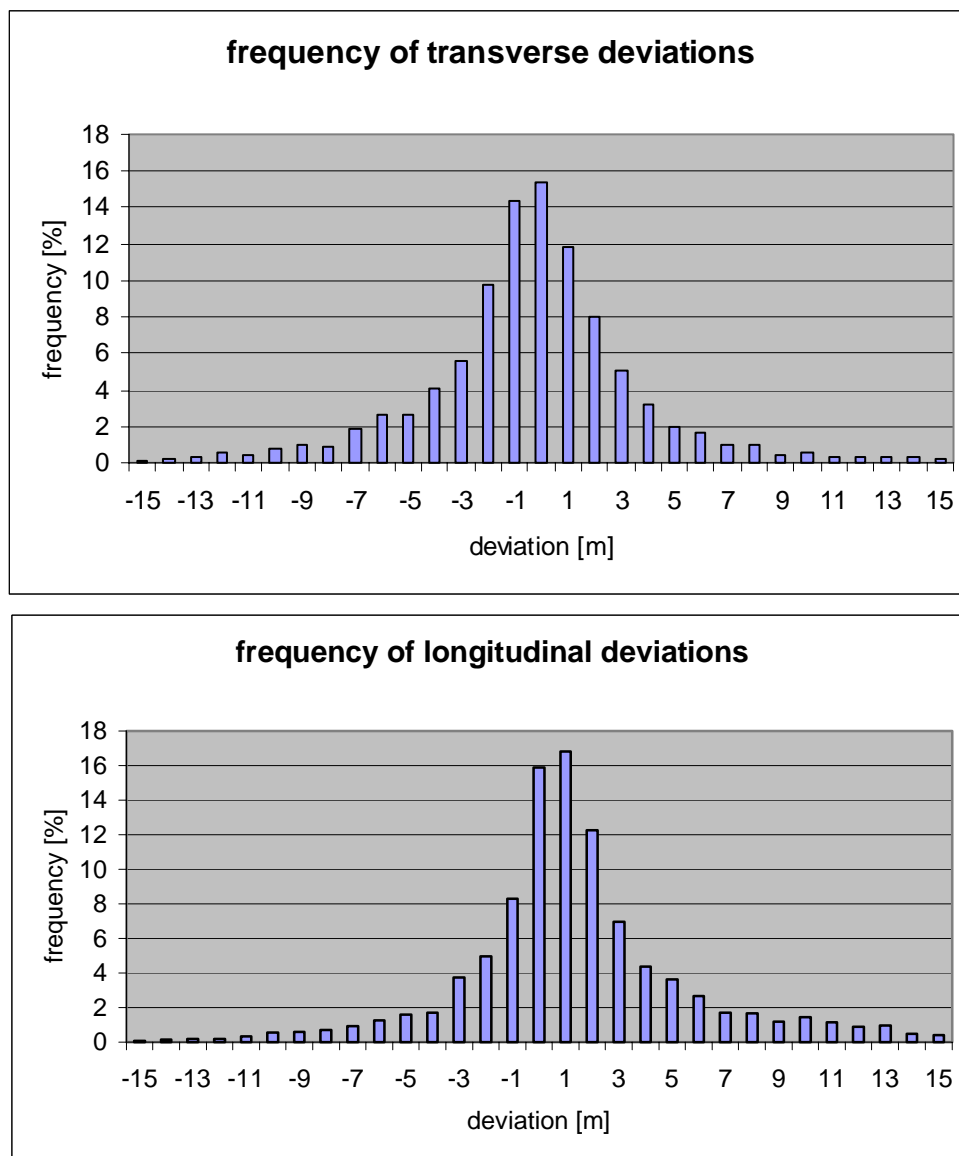 frequency of transverse deviations
18
16
14
12
10
8
6
4
2
0
frequency [%]
-15 -13 -11 -9 -7 -5 -3 -1 1 3 5 7 9 11 13 15
deviation [m]
frequency of longitudinal deviations
18
16
14
12
10
8
6
4
2
0
frequency [%]
-15 -13 -11 -9 -7 -5 -3 -1 1 3 5 7 9 11 13 15
deviation [m]